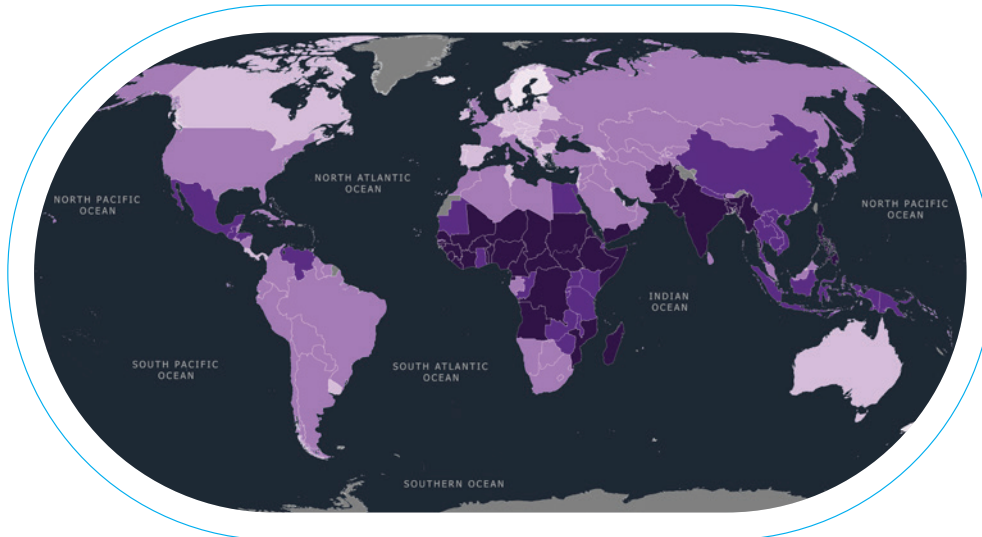 NORTH ATLANTIC
OCEAN
NORTH PACIFIC
OCEAN
NORTH PACIFIC
OCEAN
INDIAN
OCEAN
SOUTH PACIFIC
OCEAN
SOUTH ATLANTIC
OCEAN
SOUTHERN OCEAN